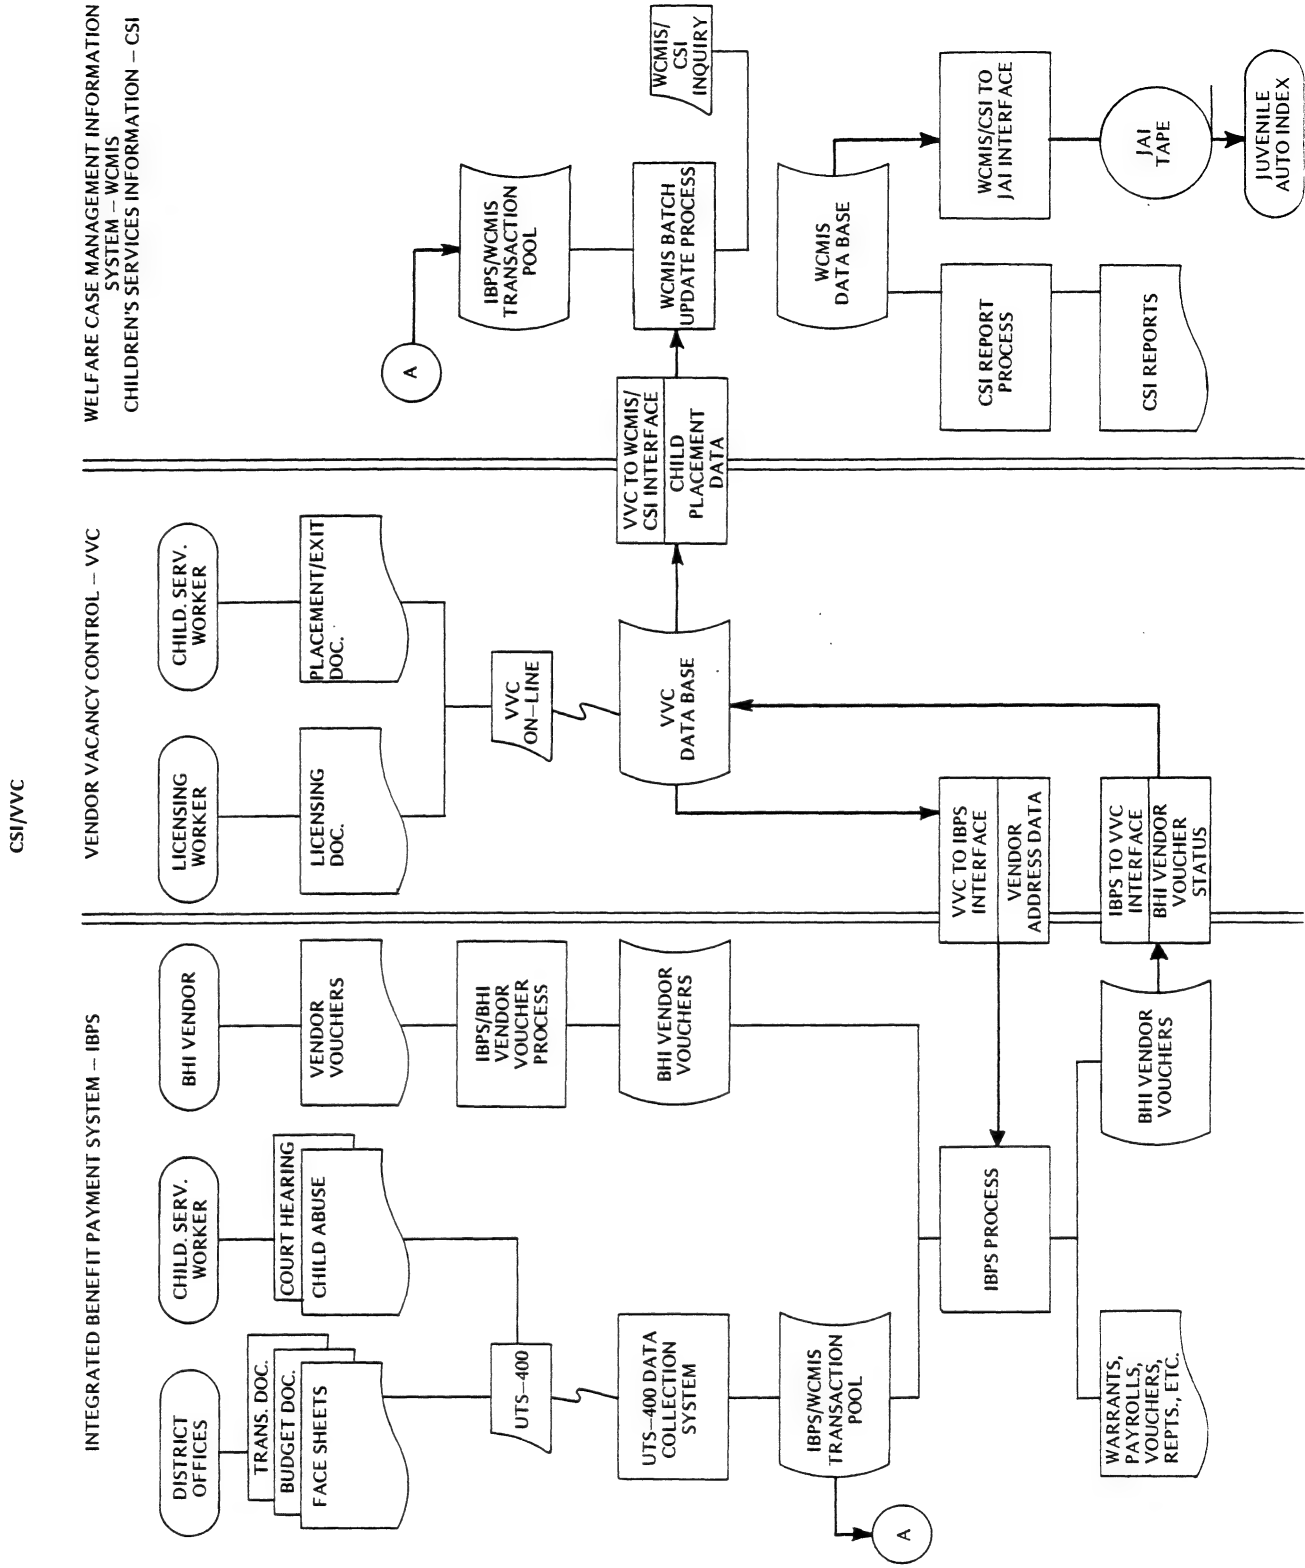 CSI/VVC
INTEGRATED BENEFIT PAYMENT SYSTEM – IBPS
DISTRICT
OFFICES
TRANS. DOC.
BUDGET DOC.
FACE SHEETS
CHILD. SERV.
WORKER
COURT HEARING
CHILD ABUSE
UTS–400
UTS–400 DATA
COLLECTION
SYSTEM
IBPS/WCMIS
TRANSACTION
POOL
A
BHI VENDOR
VENDOR
VOUCHERS
IBPS/BHI
VENDOR
VOUCHER
PROCESS
BHI VENDOR
VOUCHERS
IBPS PROCESS
WARRANTS,
PAYROLLS,
VOUCHERS,
REPTS., ETC.
BHI VENDOR
VOUCHERS
VENDOR VACANCY CONTROL – VVC
LICENSING
WORKER
LICENSING
DOC.
CHILD. SERV.
WORKER
PLACEMENT/EXIT
DOC.
VVC
ON–LINE
VVC
DATA BASE
VVC TO IBPS
INTERFACE
VENDOR
ADDRESS DATA
IBPS TO VVC
INTERFACE
BHI VENDOR
VOUCHER
STATUS
VVC TO WCMIS/
CSI INTERFACE
CHILD
PLACEMENT
DATA
WELFARE CASE MANAGEMENT INFORMATION
SYSTEM – WCMIS
CHILDREN'S SERVICES INFORMATION – CSI
A
IBPS/WCMIS
TRANSACTION
POOL
WCMIS BATCH
UPDATE PROCESS
WCMIS/
CSI
INQUIRY
WCMIS
DATA BASE
CSI REPORT
PROCESS
CSI REPORTS
WCMIS/CSI TO
JAI INTERFACE
JAI
TAPE
JUVENILE
AUTO INDEX